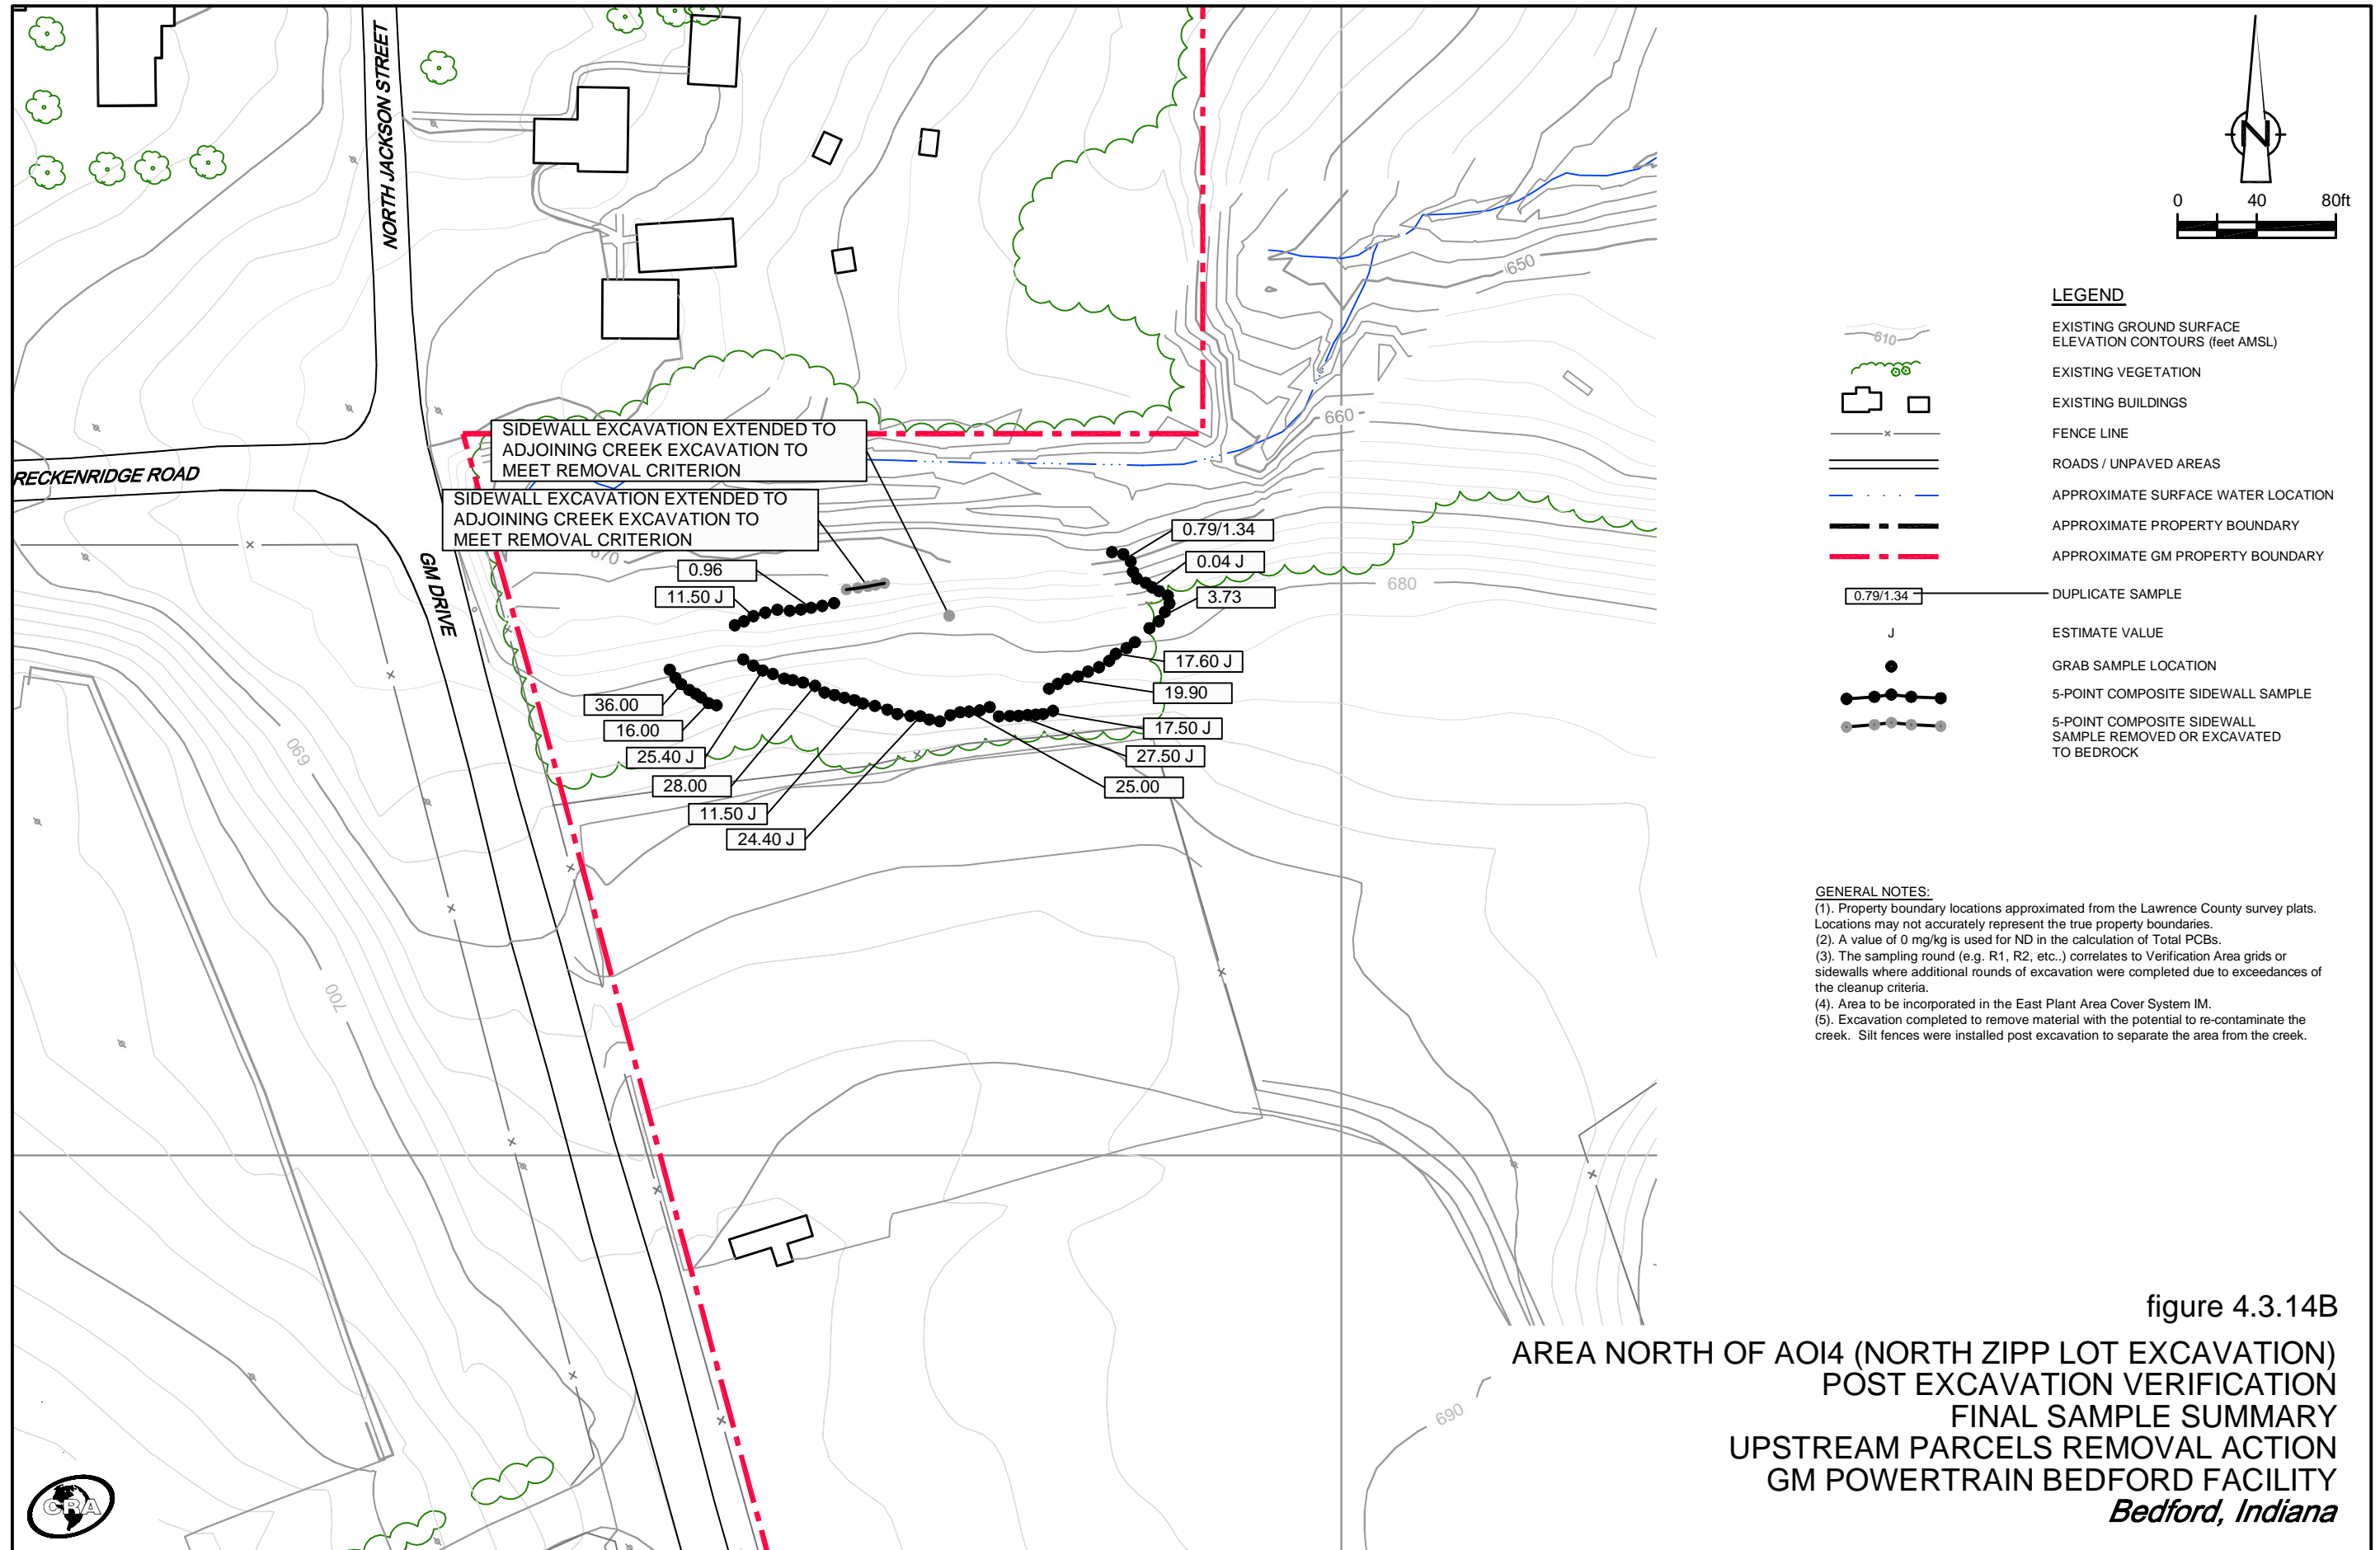 NORTH JACKSON STREET
RECKENRIDGE ROAD
GM DRIVE
SIDEWALL EXCAVATION EXTENDED TO
ADJOINING CREEK EXCAVATION TO
MEET REMOVAL CRITERION
SIDEWALL EXCAVATION EXTENDED TO
ADJOINING CREEK EXCAVATION TO
MEET REMOVAL CRITERION
650
660
670
680
690
700
690
0.96
11.50 J
36.00
16.00
25.40 J
28.00
11.50 J
24.40 J
0.79/1.34
0.04 J
3.73
17.60 J
19.90
17.50 J
27.50 J
25.00
N
0 40 80ft
LEGEND
610
EXISTING GROUND SURFACE
ELEVATION CONTOURS (feet AMSL)
EXISTING VEGETATION
EXISTING BUILDINGS
x
FENCE LINE
ROADS / UNPAVED AREAS
APPROXIMATE SURFACE WATER LOCATION
APPROXIMATE PROPERTY BOUNDARY
APPROXIMATE GM PROPERTY BOUNDARY
0.79/1.34
DUPLICATE SAMPLE
J
ESTIMATE VALUE
GRAB SAMPLE LOCATION
5-POINT COMPOSITE SIDEWALL SAMPLE
5-POINT COMPOSITE SIDEWALL
SAMPLE REMOVED OR EXCAVATED
TO BEDROCK
GENERAL NOTES:
(1). Property boundary locations approximated from the Lawrence County survey plats.
Locations may not accurately represent the true property boundaries.
(2). A value of 0 mg/kg is used for ND in the calculation of Total PCBs.
(3). The sampling round (e.g. R1, R2, etc..) correlates to Verification Area grids or
sidewalls where additional rounds of excavation were completed due to exceedances of
the cleanup criteria.
(4). Area to be incorporated in the East Plant Area Cover System IM.
(5). Excavation completed to remove material with the potential to re-contaminate the
creek. Silt fences were installed post excavation to separate the area from the creek.
figure 4.3.14B
AREA NORTH OF AOI4 (NORTH ZIPP LOT EXCAVATION)
POST EXCAVATION VERIFICATION
FINAL SAMPLE SUMMARY
UPSTREAM PARCELS REMOVAL ACTION
GM POWERTRAIN BEDFORD FACILITY
Bedford, Indiana
CRA